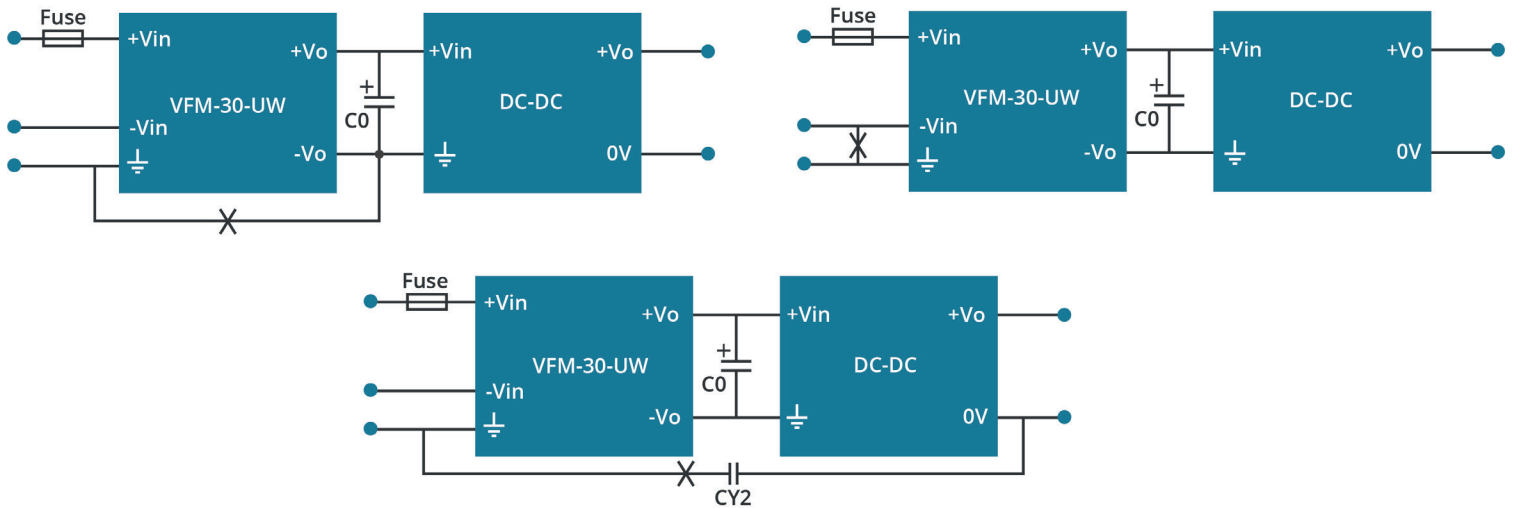 Fuse
+Vin
+Vo
+Vin
+Vo
VFM-30-UW
+
C0
DC-DC
-Vin
-Vo
0V
Fuse
+Vin
+Vo
+Vin
+Vo
VFM-30-UW
+
C0
DC-DC
-Vin
-Vo
0V
Fuse
+Vin
+Vo
+Vin
+Vo
VFM-30-UW
+
C0
DC-DC
-Vin
-Vo
0V
CY2